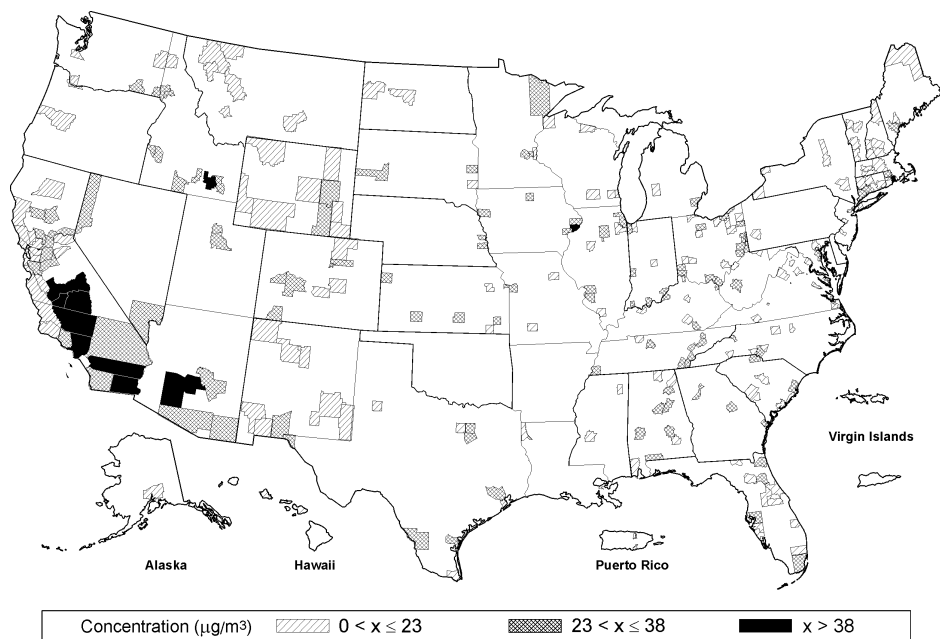 Virgin Islands
Alaska
Hawaii
Puerto Rico
Concentration (µg/m³) 0 < x ≤ 23 23 < x ≤ 38 x > 38